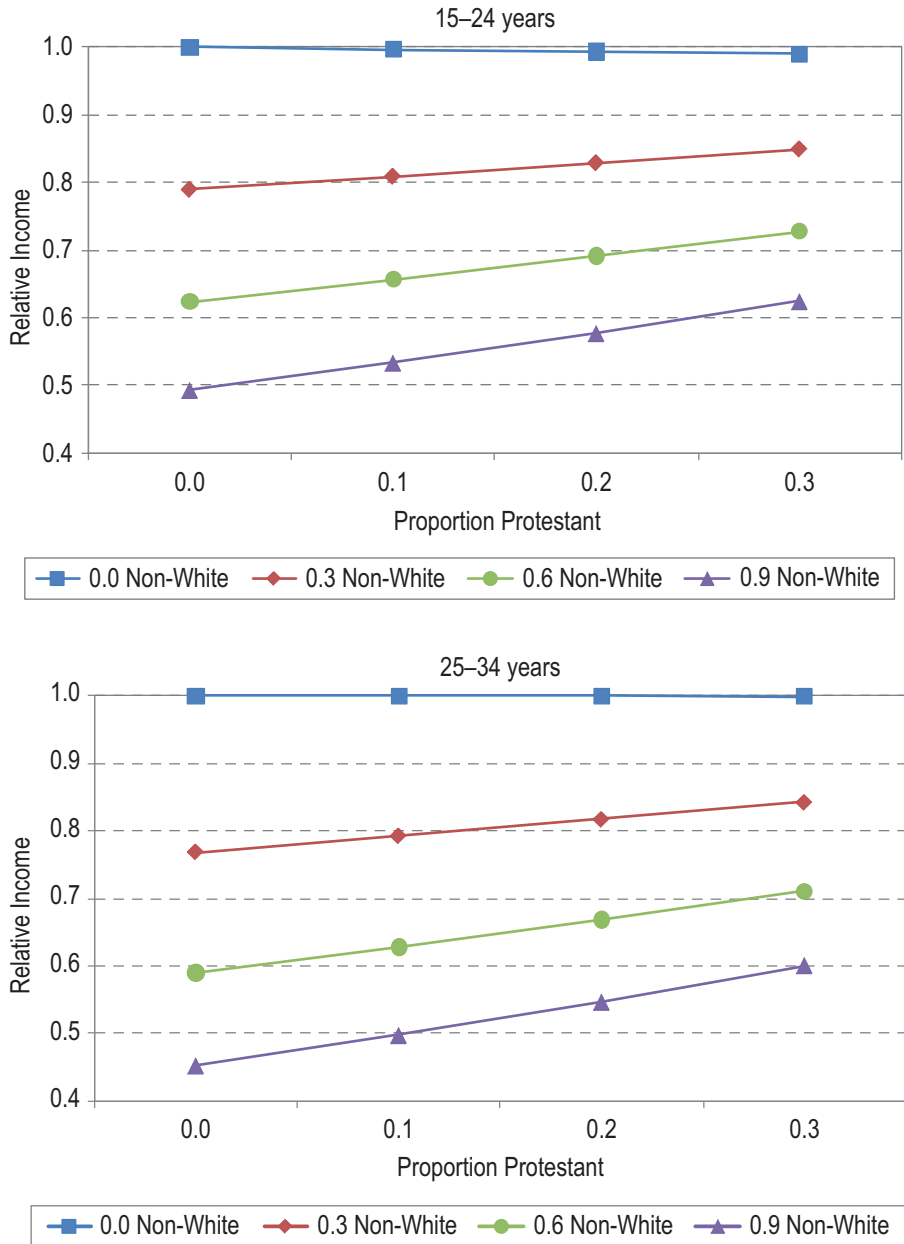 15–24 years
1.0
0.9
0.8
0.7
0.6
0.5
0.4
Relative Income
0.0 0.1 0.2 0.3
Proportion Protestant
0.0 Non-White 0.3 Non-White 0.6 Non-White 0.9 Non-White
25–34 years
1.0
0.9
0.8
0.7
0.6
0.5
0.4
Relative Income
0.0 0.1 0.2 0.3
Proportion Protestant
0.0 Non-White 0.3 Non-White 0.6 Non-White 0.9 Non-White